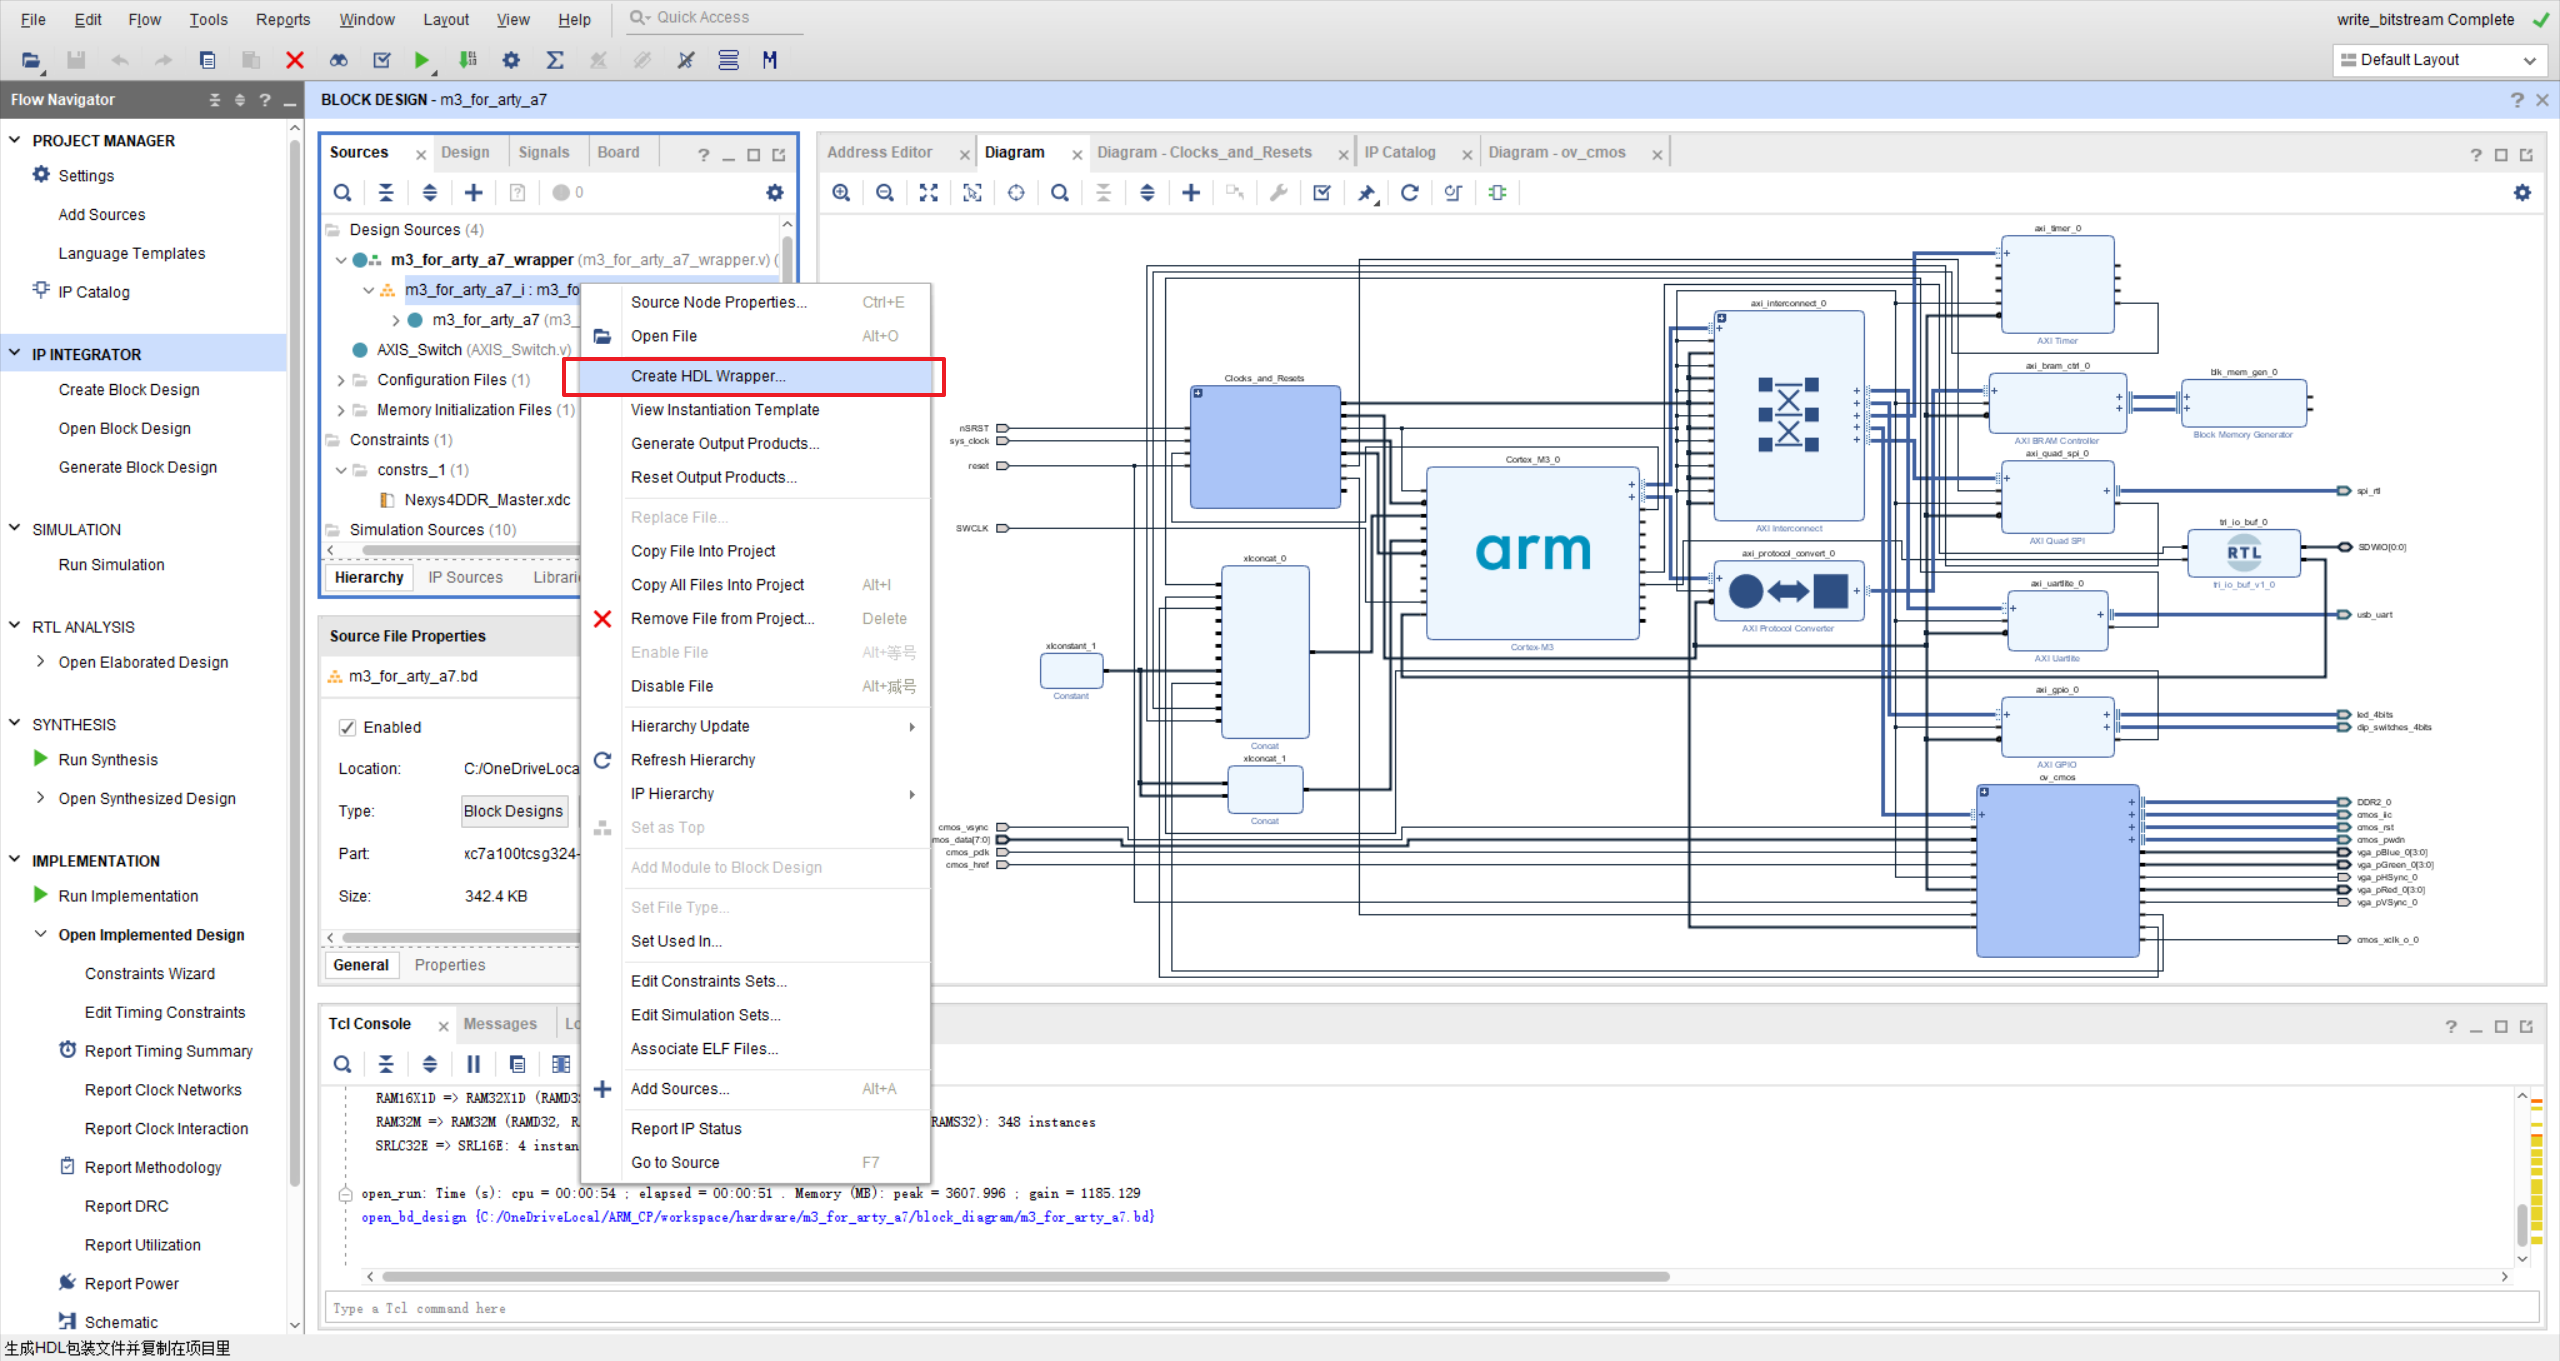 File Edit Flow Tools Reports Window Layout View Help Quick Access
write_bitstream Complete
Default Layout
Flow Navigator
PROJECT MANAGER
Settings
Add Sources
Language Templates
IP Catalog
IP INTEGRATOR
Create Block Design
Open Block Design
Generate Block Design
SIMULATION
Run Simulation
RTL ANALYSIS
Open Elaborated Design
SYNTHESIS
Run Synthesis
Open Synthesized Design
IMPLEMENTATION
Run Implementation
Open Implemented Design
Constraints Wizard
Edit Timing Constraints
Report Timing Summary
Report Clock Networks
Report Clock Interaction
Report Methodology
Report DRC
Report Utilization
Report Power
Schematic
BLOCK DESIGN - m3_for_arty_a7
Sources Design Signals Board
0
Design Sources (4)
m3_for_arty_a7_wrapper (m3_for_arty_a7_wrapper.v) (
m3_for_arty_a7_i : m3_fo
m3_for_arty_a7 (m3_
AXIS_Switch (AXIS_Switch.v)
Configuration Files (1)
Memory Initialization Files (1)
Constraints (1)
constrs_1 (1)
Nexys4DDR_Master.xdc
Simulation Sources (10)
Hierarchy IP Sources Librari
Source File Properties
m3_for_arty_a7.bd
Enabled
Location: C:/OneDriveLoca
Type: Block Designs
Part: xc7a100tcsg324-
Size: 342.4 KB
General Properties
Source Node Properties... Ctrl+E
Open File Alt+O
Create HDL Wrapper...
View Instantiation Template
Generate Output Products...
Reset Output Products...
Replace File...
Copy File Into Project
Copy All Files Into Project Alt+I
Remove File from Project... Delete
Enable File Alt+等号
Disable File Alt+减号
Hierarchy Update
Refresh Hierarchy
IP Hierarchy
Set as Top
Add Module to Block Design
Set File Type...
Set Used In...
Edit Constraints Sets...
Edit Simulation Sets...
Associate ELF Files...
Add Sources... Alt+A
Report IP Status
Go to Source F7
Address Editor Diagram Diagram - Clocks_and_Resets IP Catalog Diagram - ov_cmos
nSRST
sys_clock
reset
SWCLK
cmos_vsync
mos_data[7:0]
cmos_pclk
cmos_href
Clocks_and_Resets
xlconcat_0
Concat
xlconstant_1
Constant
xlconcat_1
Concat
Cortex_M3_0
arm
Cortex-M3
axi_interconnect_0
AXI Interconnect
axi_protocol_convert_0
AXI Protocol Converter
axi_timer_0
AXI Timer
axi_bram_ctrl_0
AXI BRAM Controller
blk_mem_gen_0
Block Memory Generator
axi_quad_spi_0
AXI Quad SPI
tri_io_buf_0
RTL
tri_io_buf_v1_0
axi_uartlite_0
AXI Uartlite
axi_gpio_0
AXI GPIO
ov_cmos
spi_rtl
SDWIO[0:0]
usb_uart
led_4bits
dip_switches_4bits
DDR2_0
cmos_iic
cmos_rst
cmos_pwdn
vga_pBlue_0[3:0]
vga_pGreen_0[3:0]
vga_pHSync_0
vga_pRed_0[3:0]
vga_pVSync_0
cmos_xclk_o_0
Tcl Console Messages Lo
RAM16X1D => RAM32X1D (RAMD3
RAM32M => RAM32M (RAMD32, R RAMS32): 348 instances
SRLC32E => SRL16E: 4 instan
open_run: Time (s): cpu = 00:00:54 ; elapsed = 00:00:51 . Memory (MB): peak = 3607.996 ; gain = 1185.129
open_bd_design {C:/OneDriveLocal/ARM_CP/workspace/hardware/m3_for_arty_a7/block_diagram/m3_for_arty_a7.bd}
Type a Tcl command here
生成HDL包装文件并复制在项目里